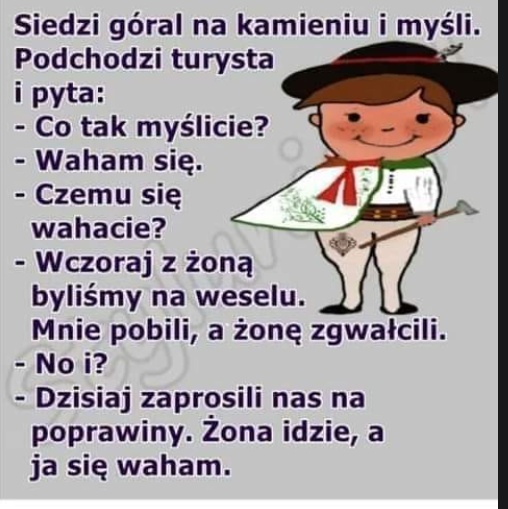 Siedzi góral na kamieniu i myśli.
Podchodzi turysta
i pyta:
- Co tak myślicie?
- Waham się.
- Czemu się
wahacie?
- Wczoraj z żoną
byliśmy na weselu.
Mnie pobili, a żonę zgwałcili.
- No i?
- Dzisiaj zaprosili nas na
poprawiny. Żona idzie, a
ja się waham.